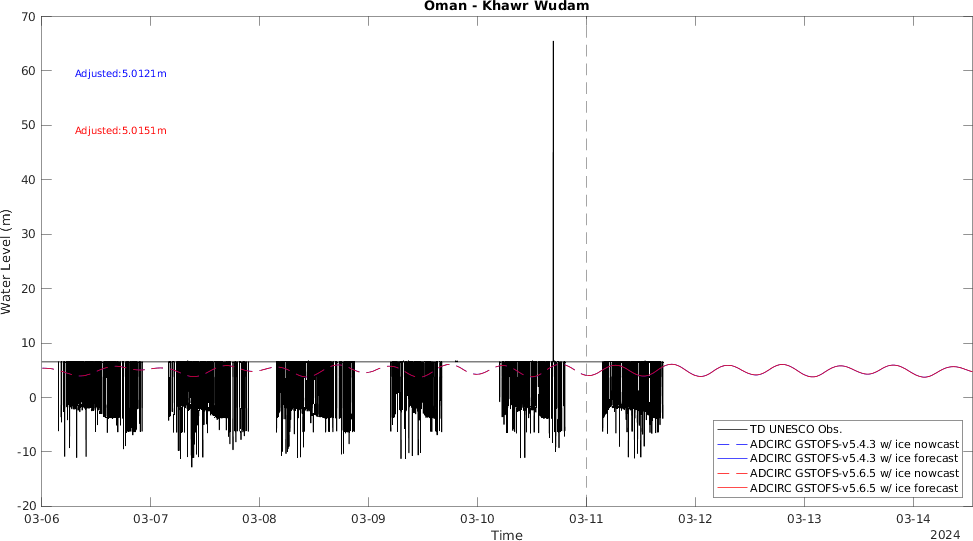 Oman - Khawr Wudam
70
60
50
40
30
20
10
0
-10
-20
Water Level (m)
Adjusted:5.0121m
Adjusted:5.0151m
TD UNESCO Obs.
ADCIRC GSTOFS-v5.4.3 w/ ice nowcast
ADCIRC GSTOFS-v5.4.3 w/ ice forecast
ADCIRC GSTOFS-v5.6.5 w/ ice nowcast
ADCIRC GSTOFS-v5.6.5 w/ ice forecast
03-06 03-07 03-08 03-09 03-10 03-11 03-12 03-13 03-14
Time
2024